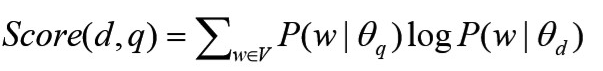 Score(d,q) = ∑_{w∈V} P(w | θ_q) log P(w | θ_d)